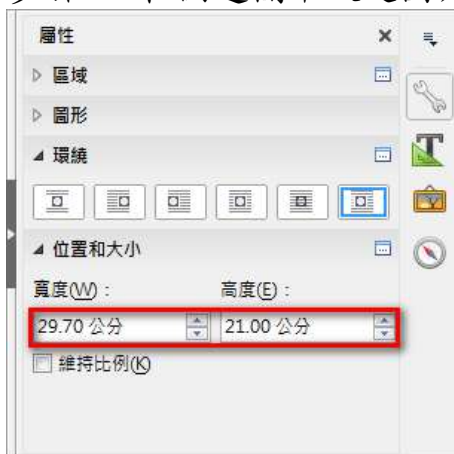 屬性
區域
圖形
環繞
位置和大小
寬度(W)： 高度(E)：
29.70 公分 21.00 公分
維持比例(K)